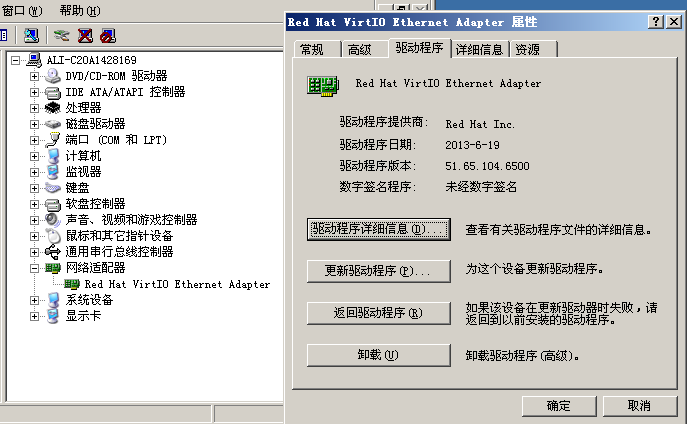 窗口(W) 帮助(H)
ALI-C20A1428169
DVD/CD-ROM 驱动器
IDE ATA/ATAPI 控制器
处理器
磁盘驱动器
端口 (COM 和 LPT)
计算机
监视器
键盘
软盘控制器
声音、视频和游戏控制器
鼠标和其它指针设备
通用串行总线控制器
网络适配器
Red Hat VirtIO Ethernet Adapter
系统设备
显示卡
Red Hat VirtIO Ethernet Adapter 属性
常规 高级 驱动程序 详细信息 资源
Red Hat VirtIO Ethernet Adapter
驱动程序提供商: Red Hat Inc.
驱动程序日期: 2013-6-19
驱动程序版本: 51.65.104.6500
数字签名程序: 未经数字签名
驱动程序详细信息(D)... 查看有关驱动程序文件的详细信息。
更新驱动程序(P)... 为这个设备更新驱动程序。
返回驱动程序(R) 如果该设备在更新驱动器时失败，请
返回到以前安装的驱动程序。
卸载(U) 卸载驱动程序(高级)。
确定 取消